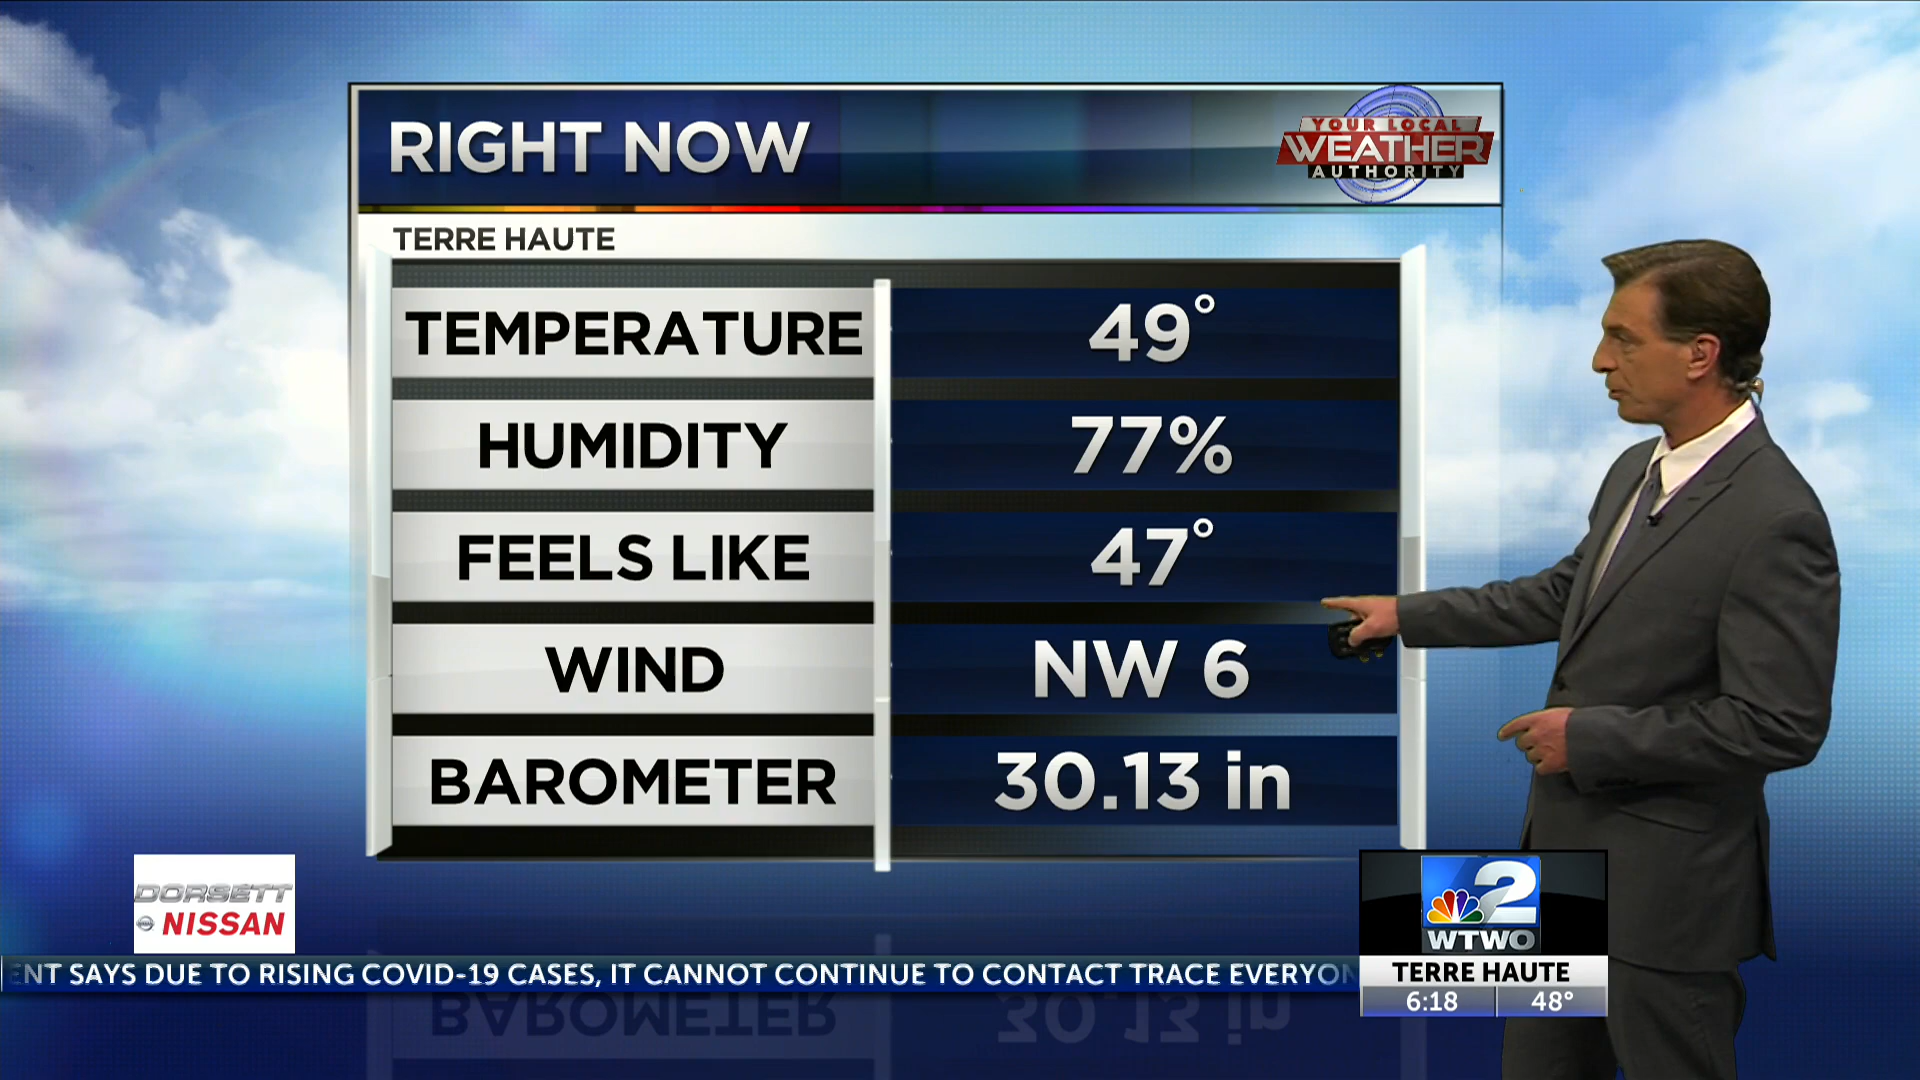 RIGHT NOW
YOUR LOCAL
WEATHER
AUTHORITY
TERRE HAUTE
TEMPERATURE 49°
HUMIDITY 77%
FEELS LIKE 47°
WIND NW 6
BAROMETER 30.13 in
DORSETT
NISSAN
2
WTWO
ENT SAYS DUE TO RISING COVID-19 CASES, IT CANNOT CONTINUE TO CONTACT TRACE EVERYON
TERRE HAUTE
6:18 48°